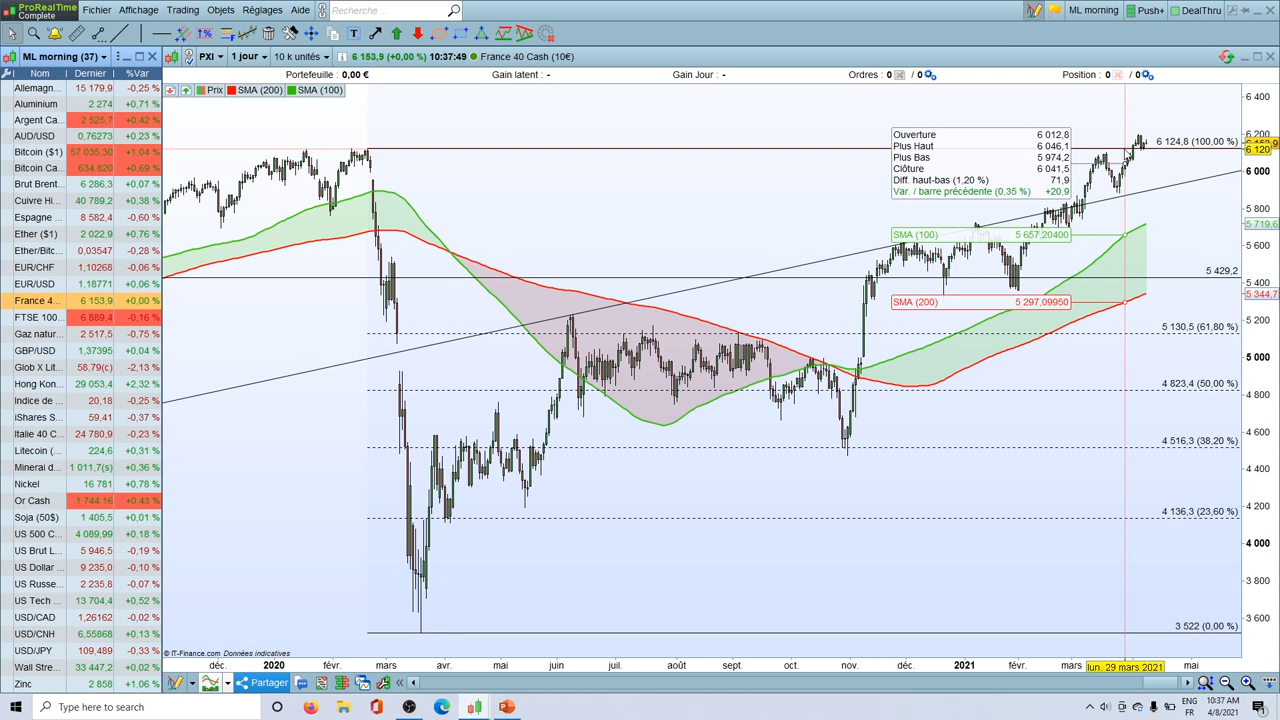 ProRealTime
Complete
Fichier Affichage Trading Objets Réglages Aide
Recherche ...
ML morning Push+ DealThru
ML morning (37)
PXI 1 jour 10 k unités 6 153,9 (+0,00 %) 10:37:49 France 40 Cash (10€)
Nom Dernier %Var
Portefeuille : 0,00 € Gain latent : - Gain Jour : - Ordres : 0 / 0 Position : 0 / 0
Prix SMA (200) SMA (100)
Allemagn... 15 179,9 -0,25 %
Aluminium 2 274 +0,71 %
Argent Ca... 2 525.7 +0.42 %
AUD/USD 0,76273 +0,23 %
Bitcoin ($1) 57 035,30 +1.04 %
Bitcoin Ca... 634.820 +0.69 %
Brut Brent... 6 286,3 +0,07 %
Cuivre Hi... 40 789,2 +0,38 %
Espagne ... 8 582,4 -0,60 %
Ether ($1) 2 022,9 +0,76 %
Ether/Bitc... 0,03547 -0,28 %
EUR/CHF 1,10268 -0,06 %
EUR/USD 1,18771 +0,06 %
France 4... 6 153,9 +0,00 %
FTSE 100... 6 889,4 -0,16 %
Gaz natur... 2 517,5 -0,75 %
GBP/USD 1,37395 +0,04 %
Glob X Lit... 58,79(c) -2,13 %
Hong Kon... 29 053,4 +2,32 %
Indice de ... 20,18 -0,25 %
iShares S... 59,41 -0,37 %
Italie 40 C... 24 780,9 -0,23 %
Litecoin (... 224,6 +0,31 %
Minerai d... 1 011,7(s) +0,36 %
Nickel 16 781 +0,78 %
Or Cash 1 744.16 +0.43 %
Soja (50$) 1 405,5 +0,01 %
US 500 C... 4 089,99 +0,18 %
US Brut L... 5 946,5 -0,19 %
US Dollar... 9 235,0 -0,10 %
US Russe... 2 235,8 -0,07 %
US Tech ... 13 704,4 +0,52 %
USD/CAD 1,26162 -0,02 %
USD/CNH 6,55868 +0,13 %
USD/JPY 109,489 -0,33 %
Wall Stre... 33 447,2 +0,02 %
Zinc 2 858 +1,06 %
Ouverture 6 012,8
Plus Haut 6 046,1
Plus Bas 5 974,2
Clôture 6 041,5
Diff. haut-bas (1,20 %) 71,9
Var. / barre précédente (0,35 %) +20,9
SMA (100) 5 657,20400
SMA (200) 5 297,09950
6 124,8 (100,00 %)
5 429,2
5 130,5 (61,80 %)
4 823,4 (50,00 %)
4 516,3 (38,20 %)
4 136,3 (23,60 %)
3 522 (0,00 %)
6 400
6 200
6 120
6 000
5 800
5 719,6
5 600
5 344,7
5 200
5 000
4 800
4 600
4 400
4 200
4 000
3 800
3 600
© IT-Finance.com Données indicatives
déc. 2020 févr. mars avr. mai juin juil. août sept. oct. nov. déc. 2021 févr. mars lun. 29 mars 2021 mai
Partager
Type here to search
EN
FR
10:37 AM
4/8/2021